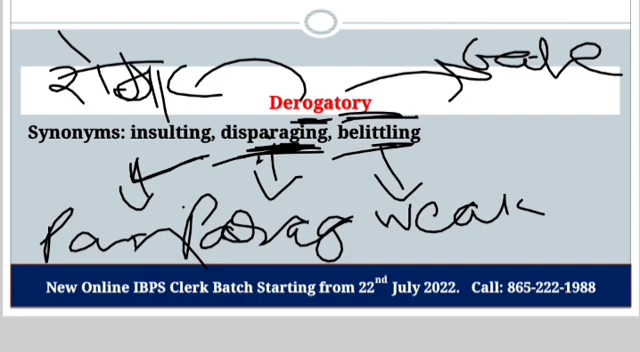 Derogatory
Synonyms: insulting, disparaging, belittling
weak
New Online IBPS Clerk Batch Starting from 22nd July 2022. Call: 865-222-1988